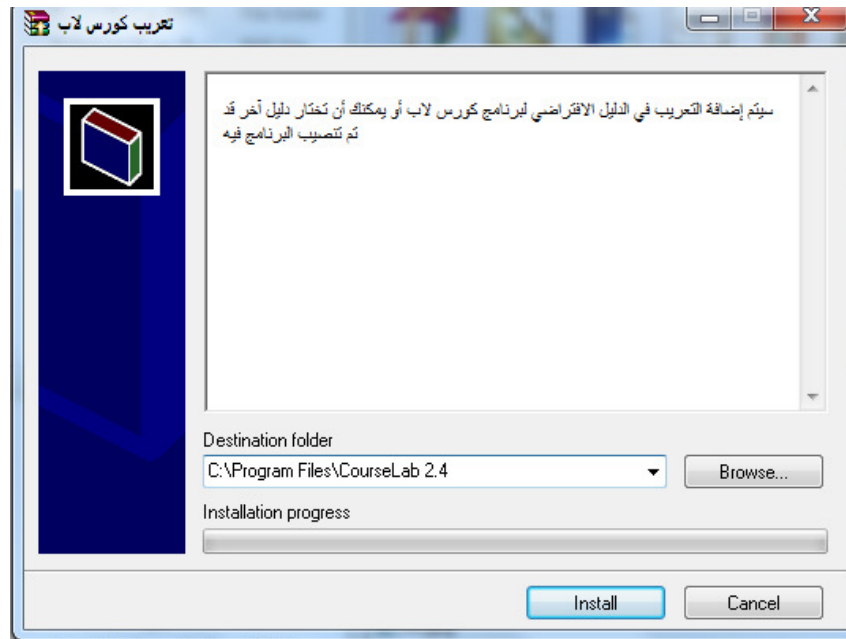 تعريب كورس لاب
سيتم إضافة التعريب في الدليل الافتراضي لبرنامج كورس لاب أو يمكنك أن تختار دليل آخر قد
تم تنصيب البرنامج فيه
Destination folder
C:\Program Files\CourseLab 2.4
Browse...
Installation progress
Install
Cancel